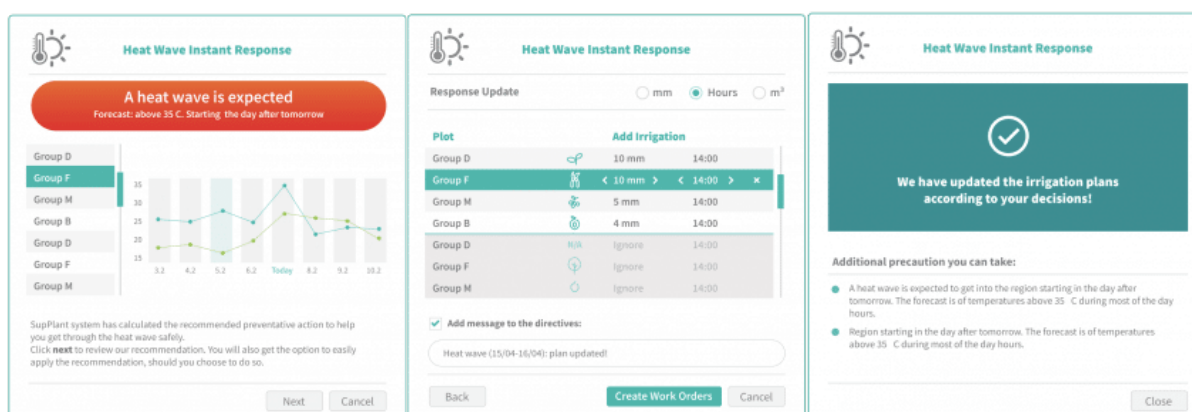 Heat Wave Instant Response
A heat wave is expected
Forecast: above 35 C. Starting the day after tomorrow
Group D
Group F
Group M
Group B
Group D
Group F
Group M
35
30
25
20
15
3.2 4.2 5.2 6.2 Today 8.2 9.2 10.2
SupPlant system has calculated the recommended preventative action to help
you get through the heat wave safely.
Click next to review our recommendation. You will also get the option to easily
apply the recommendation, should you choose to do so.
Next Cancel
Heat Wave Instant Response
Response Update mm Hours m³
Plot Add Irrigation
Group D 10 mm 14:00
Group F < 10 mm > < 14:00 > ×
Group M 5 mm 14:00
Group B 4 mm 14:00
Group D N/A Ignore 14:00
Group F Ignore 14:00
Group M Ignore 14:00
Add message to the directives:
Heat wave (15/04-16/04): plan updated!
Back Create Work Orders Cancel
Heat Wave Instant Response
We have updated the irrigation plans
according to your decisions!
Additional precaution you can take:
A heat wave is expected to get into the region starting in the day after
tomorrow. The forecast is of temperatures above 35 C during most of the day
hours.
Region starting in the day after tomorrow. The forecast is of temperatures
above 35 C during most of the day hours.
Close